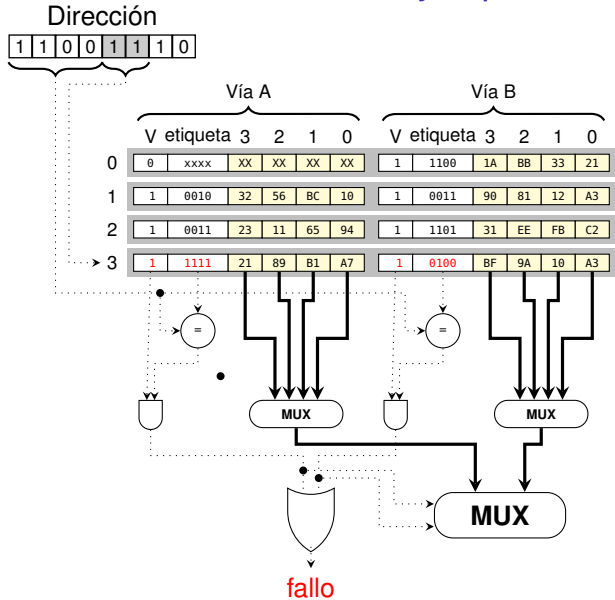 Dirección
1 1 0 0 1 1 1 0
Vía A Vía B
V etiqueta 3 2 1 0 V etiqueta 3 2 1 0
0 0 xxxx XX XX XX XX 1 1100 1A BB 33 21
1 1 0010 32 56 BC 10 1 0011 90 81 12 A3
2 1 0011 23 11 65 94 1 1101 31 EE FB C2
3 1 1111 21 89 B1 A7 1 0100 BF 9A 10 A3
= =
MUX MUX
MUX
fallo